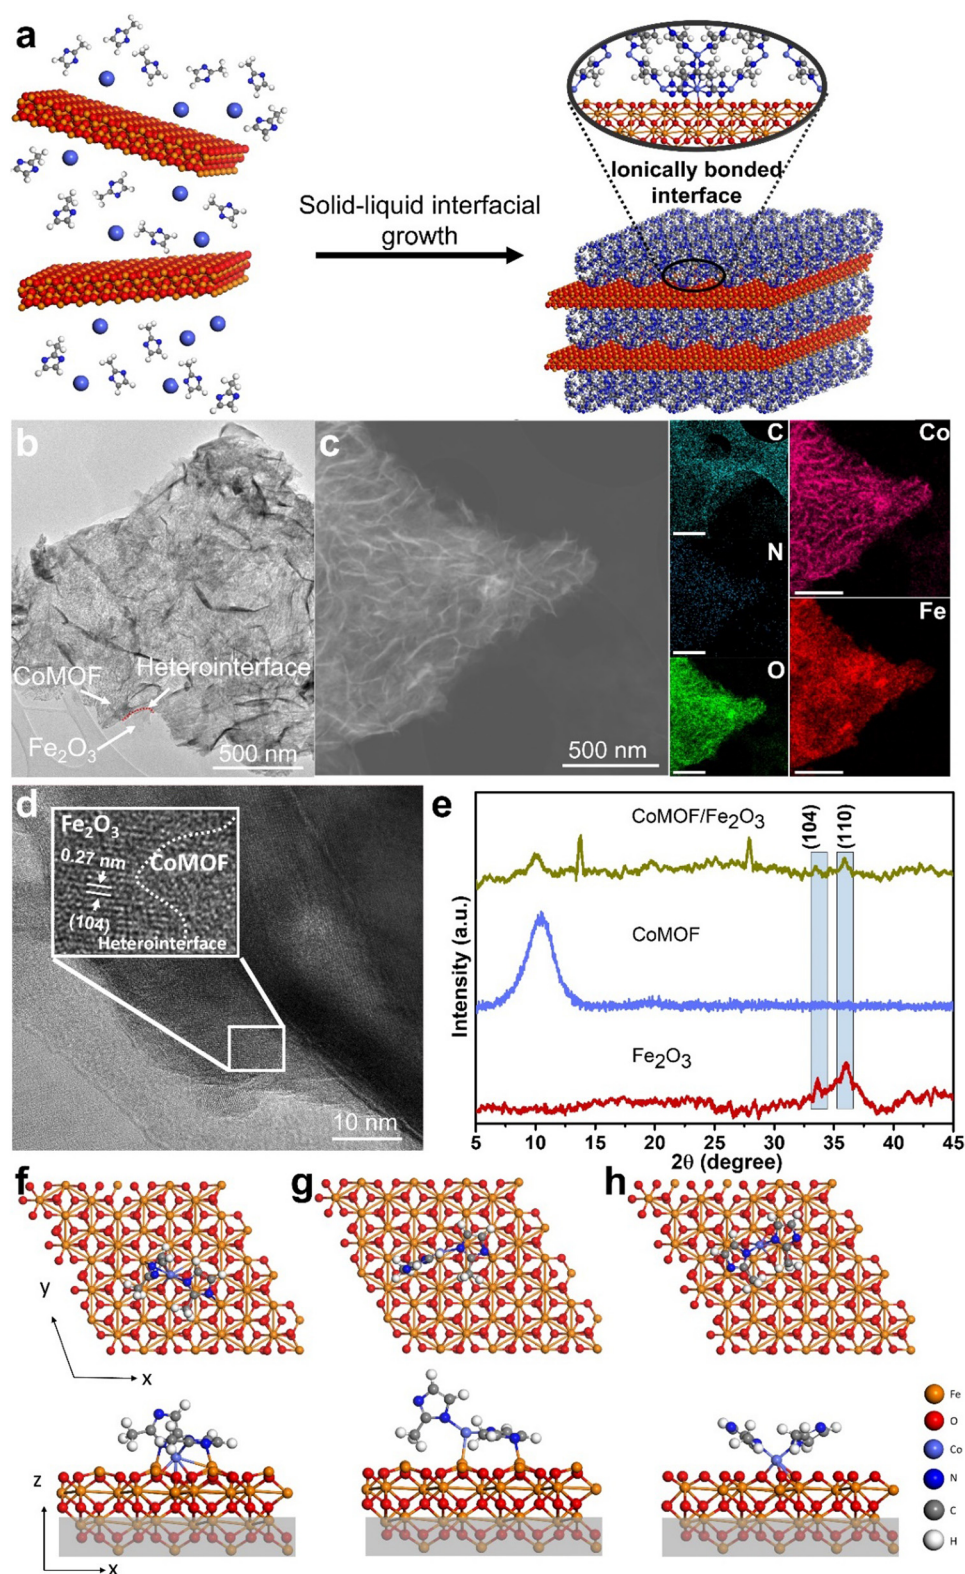 a
Ionically bonded
interface
Solid-liquid interfacial
growth
b
CoMOF
Heterointerface
Fe₂O₃
500 nm
c
500 nm
C
N
O
Co
Fe
d
Fe₂O₃
0.27 nm
CoMOF
(104)
Heterointerface
10 nm
e
CoMOF/Fe₂O₃
(104)
(110)
CoMOF
Fe₂O₃
Intensity (a.u.)
5 10 15 20 25 30 35 40 45
2θ (degree)
f
g
h
y
x
z
x
Fe
O
Co
N
C
H